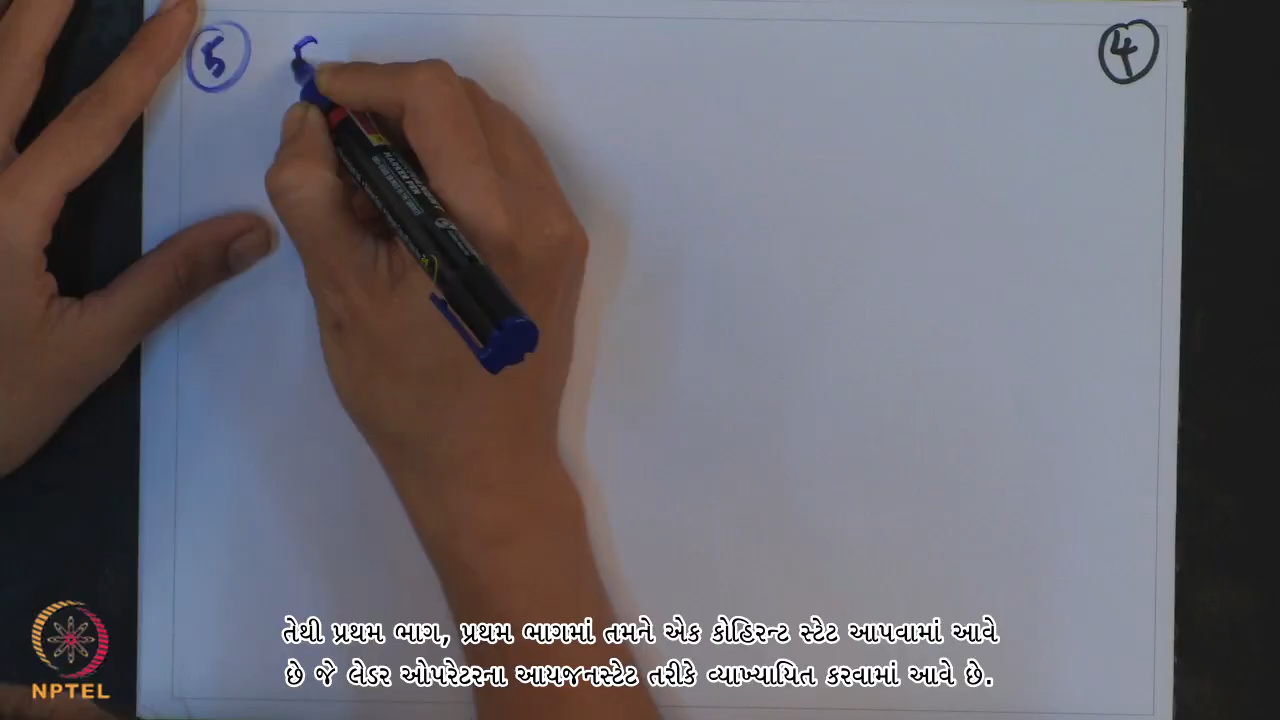 5
4
તેથી પ્રથમ ભાગ, પ્રથમ ભાગમાં તમને એક કોહિરન્ટ સ્ટેટ આપવામાં આવે
છે જે લેડર ઓપરેટરના આયજનસ્ટેટ તરીકે વ્યાખ્યાયિત કરવામાં આવે છે.
NPTEL